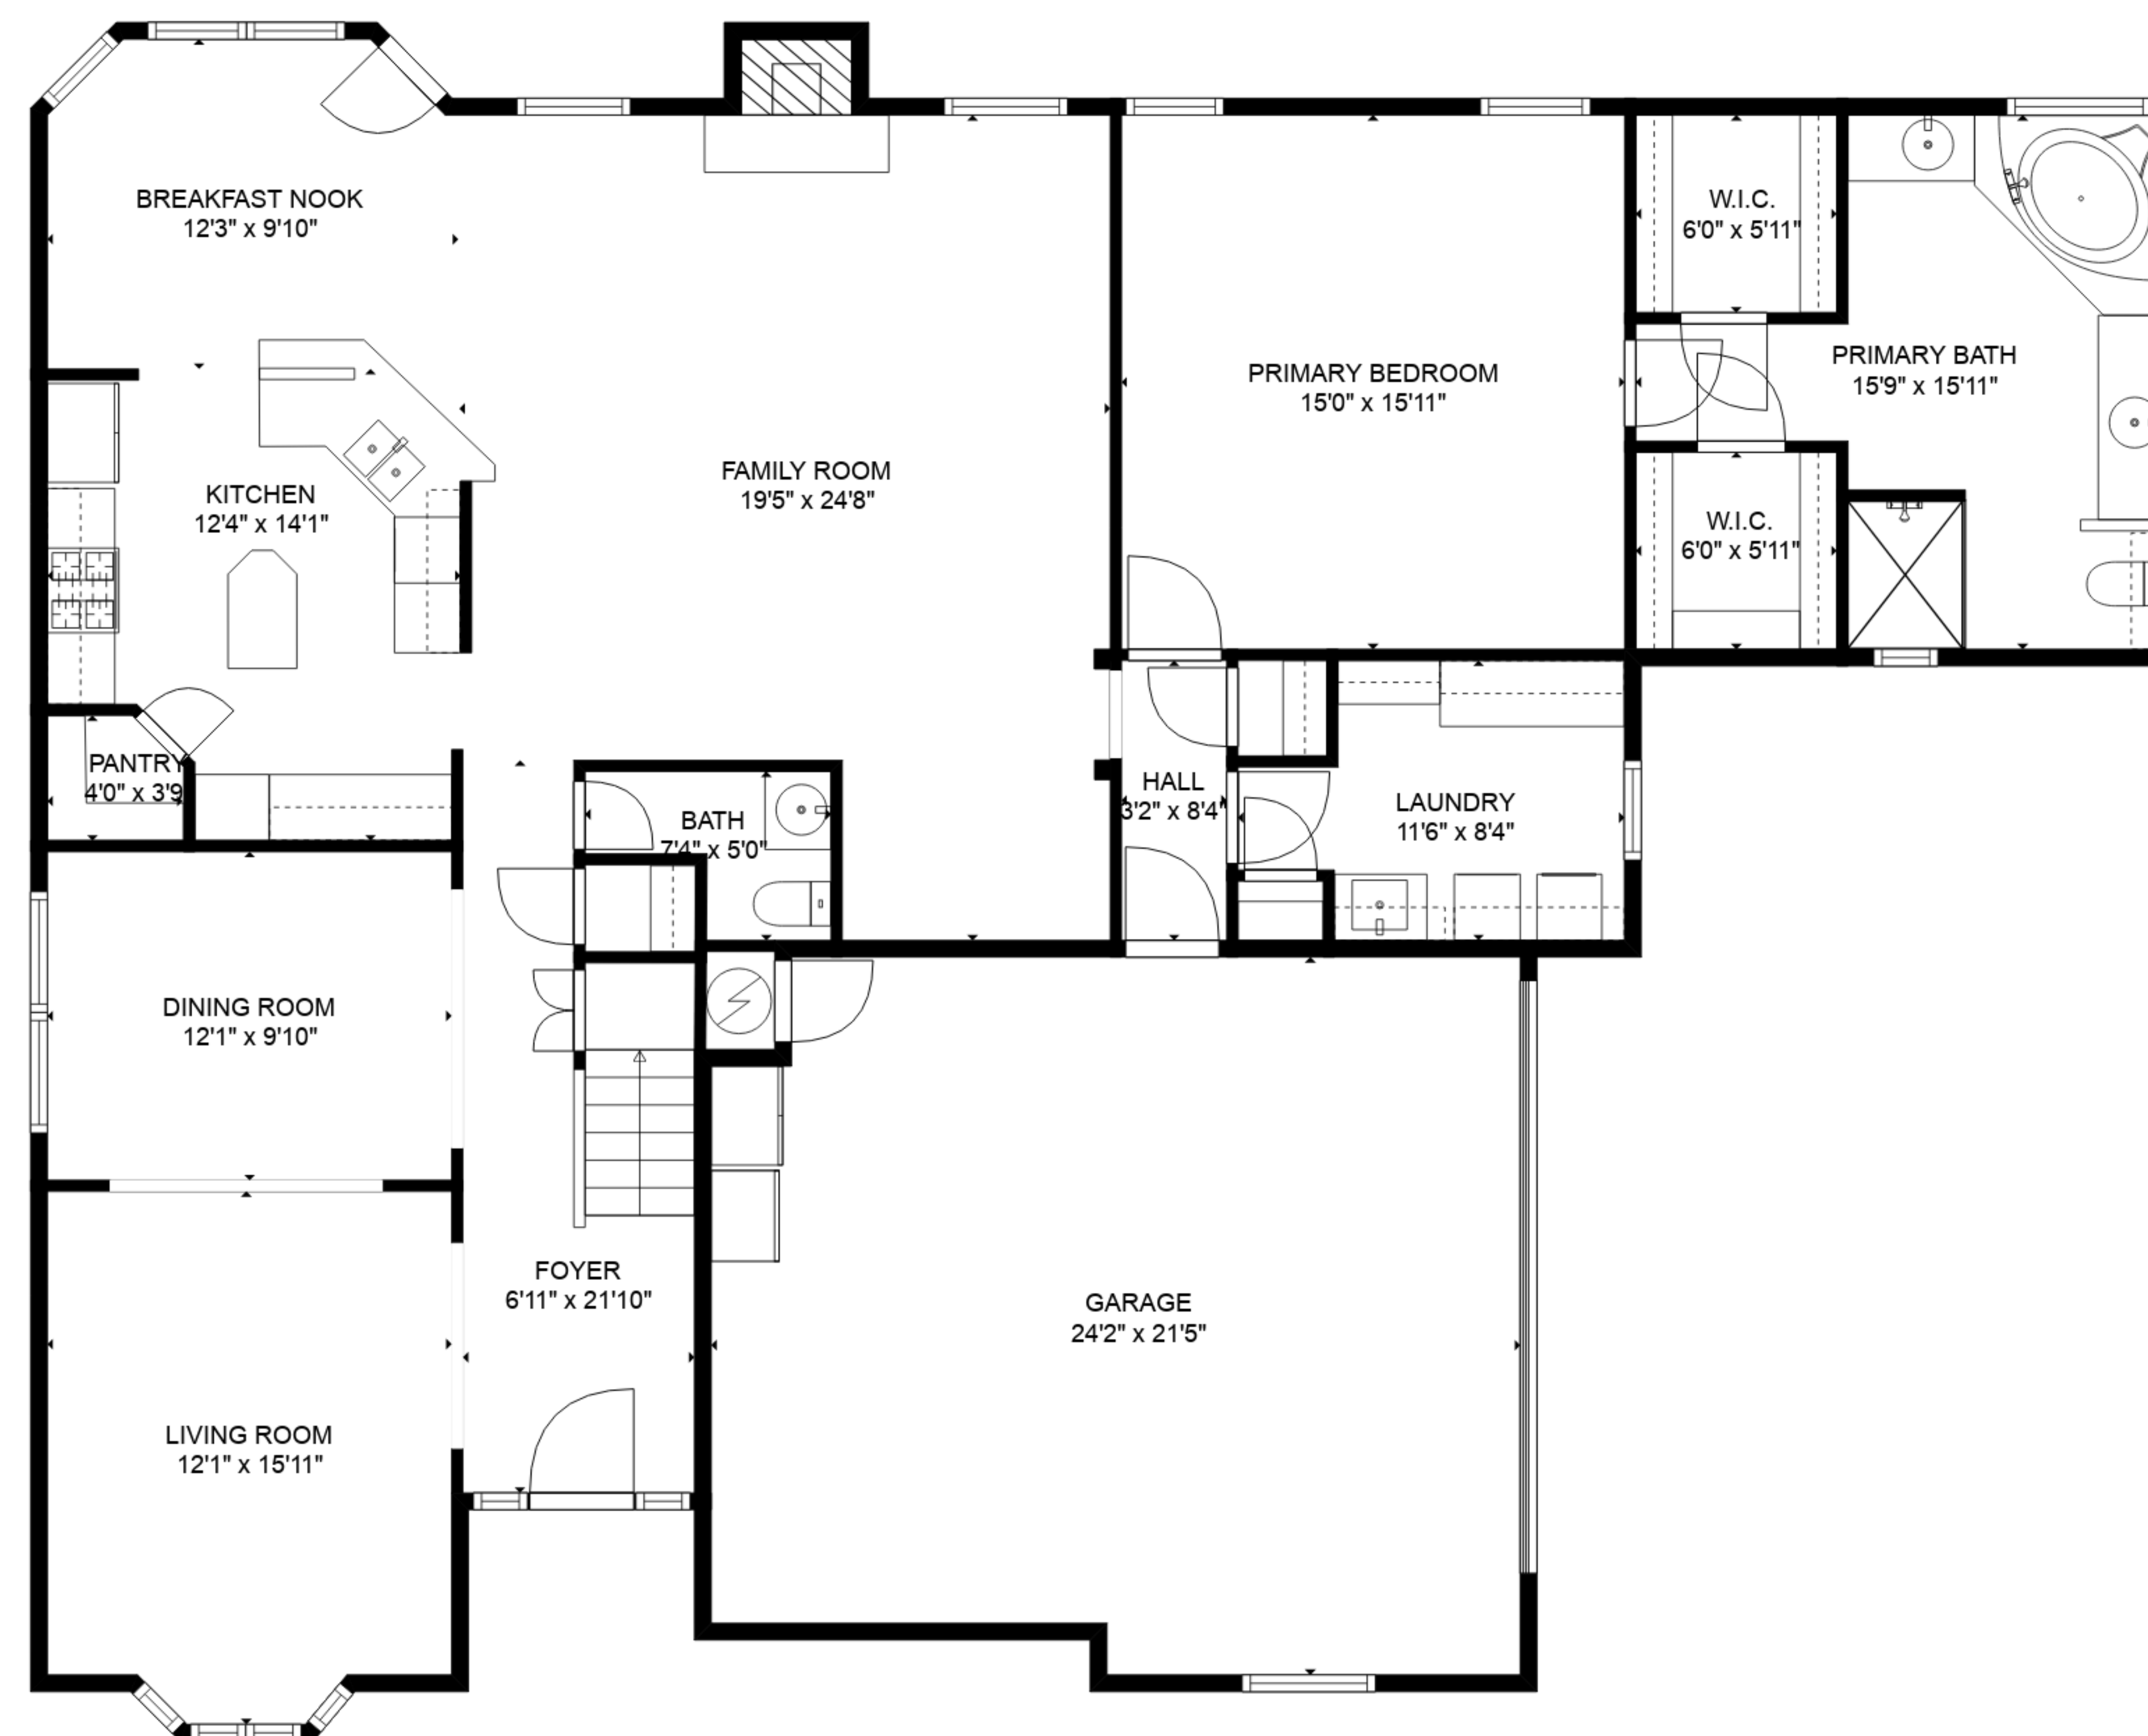 BREAKFAST NOOK
12'3" x 9'10"
W.I.C.
6'0" x 5'11"
PRIMARY BATH
15'9" x 15'11"
PRIMARY BEDROOM
15'0" x 15'11"
FAMILY ROOM
19'5" x 24'8"
KITCHEN
12'4" x 14'1"
W.I.C.
6'0" x 5'11"
PANTRY
4'0" x 3'9
HALL
3'2" x 8'4"
LAUNDRY
11'6" x 8'4"
BATH
7'4" x 5'0"
DINING ROOM
12'1" x 9'10"
FOYER
6'11" x 21'10"
GARAGE
24'2" x 21'5"
LIVING ROOM
12'1" x 15'11"